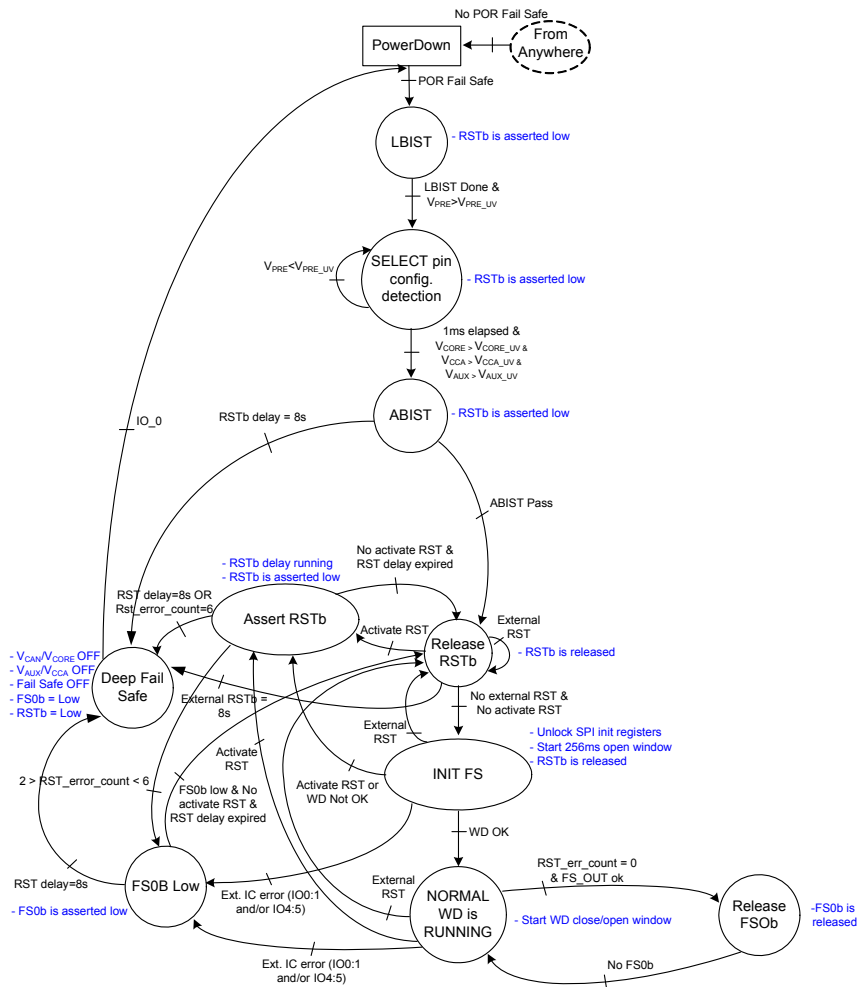 No POR Fail Safe
From
Anywhere
PowerDown
POR Fail Safe
LBIST
- RSTb is asserted low
LBIST Done &
VPRE>VPRE_UV
VPRE<VPRE_UV
SELECT pin
config.
detection
- RSTb is asserted low
1ms elapsed &
VCORE > VCORE_UV &
VCCA > VCCA_UV &
VAUX > VAUX_UV
ABIST
- RSTb is asserted low
RSTb delay = 8s
IO_0
ABIST Pass
- RSTb delay running
- RSTb is asserted low
No activate RST &
RST delay expired
RST delay=8s OR
Rst_error_count=6
Assert RSTb
Activate RST
Release
RSTb
External
RST
- RSTb is released
- VCAN/VCORE OFF
- VAUX/VCCA OFF
- Fail Safe OFF
- FS0b = Low
- RSTb = Low
Deep Fail
Safe
External RSTb =
8s
No external RST &
No activate RST
External
RST
Activate
RST
- Unlock SPI init registers
- Start 256ms open window
- RSTb is released
INIT FS
2 > RST_error_count < 6
FS0b low & No
activate RST &
RST delay expired
Activate RST or
WD Not OK
WD OK
RST delay=8s
FS0B Low
- FS0b is asserted low
Ext. IC error (IO0:1
and/or IO4:5)
External
RST
NORMAL
WD is
RUNNING
- Start WD close/open window
RST_err_count = 0
& FS_OUT ok
Release
FSOb
-FS0b is
released
Ext. IC error (IO0:1
and/or IO4:5)
No FS0b